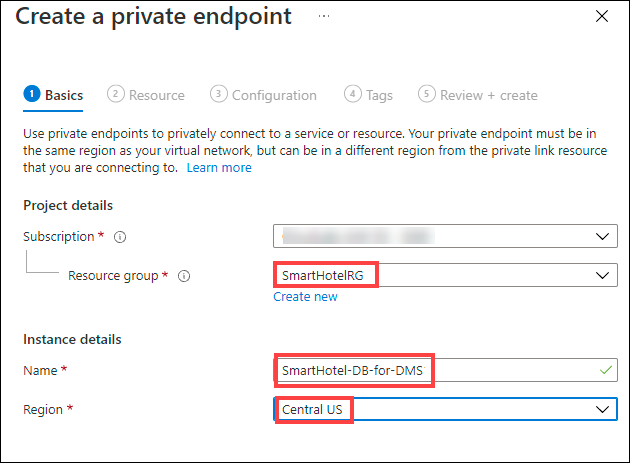 Create a private endpoint ...
1 Basics 2 Resource 3 Configuration 4 Tags 5 Review + create
Use private endpoints to privately connect to a service or resource. Your private endpoint must be in
the same region as your virtual network, but can be in a different region from the private link resource
that you are connecting to. Learn more
Project details
Subscription *
Resource group * SmartHotelRG
Create new
Instance details
Name * SmartHotel-DB-for-DMS
Region * Central US